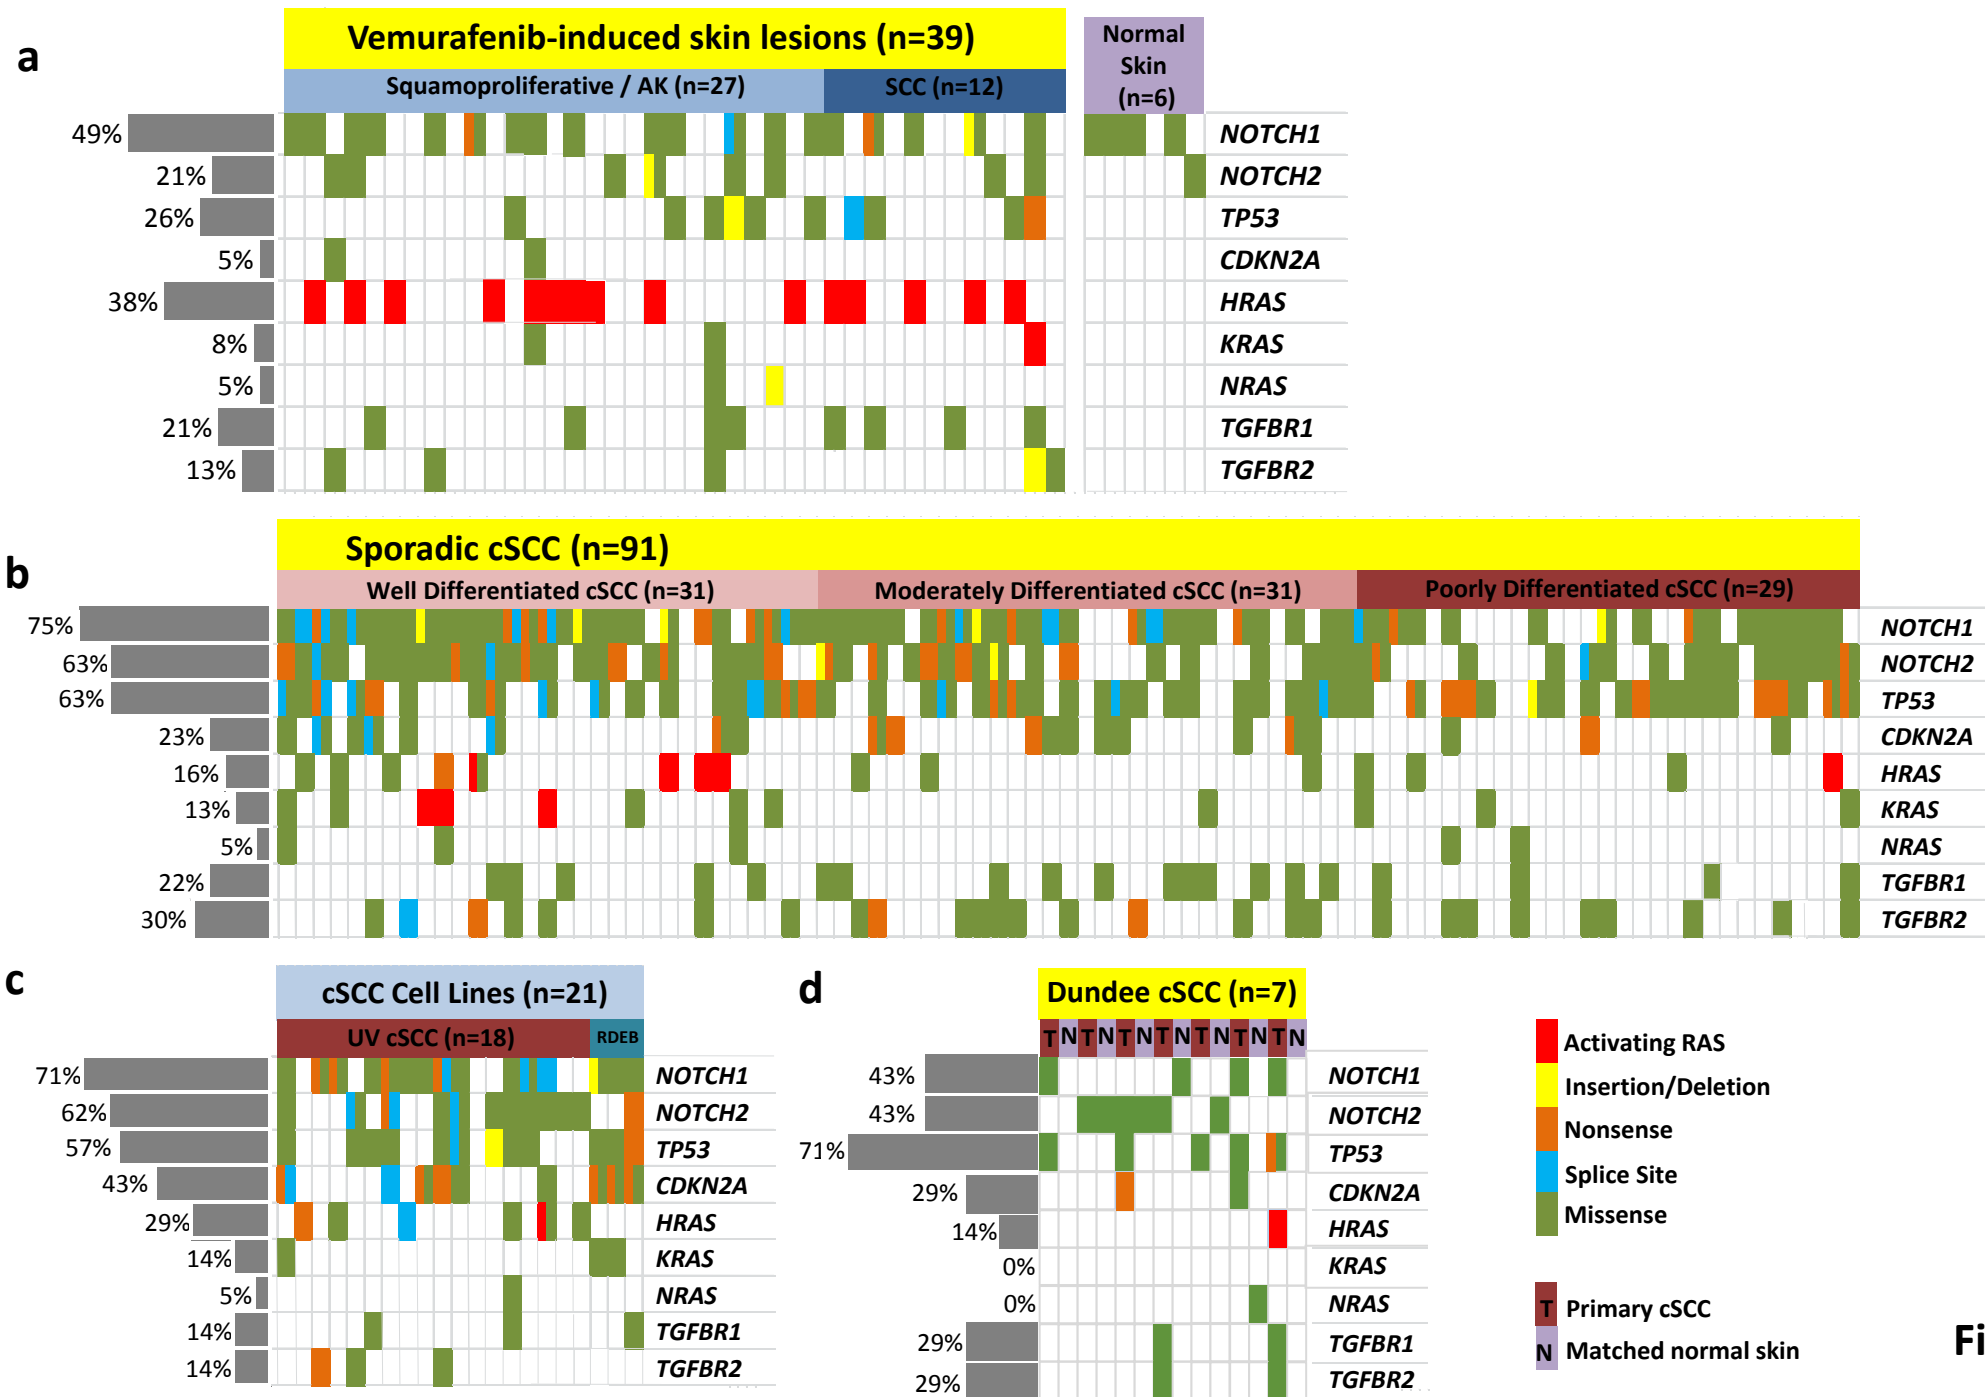 a
Vemurafenib-induced skin lesions (n=39)
Normal
Skin
(n=6)
Squamoproliferative / AK (n=27)
SCC (n=12)
49%
NOTCH1
21%
NOTCH2
26%
TP53
5%
CDKN2A
38%
HRAS
8%
KRAS
5%
NRAS
21%
TGFBR1
13%
TGFBR2
b
Sporadic cSCC (n=91)
Well Differentiated cSCC (n=31)
Moderately Differentiated cSCC (n=31)
Poorly Differentiated cSCC (n=29)
75%
NOTCH1
63%
NOTCH2
63%
TP53
23%
CDKN2A
16%
HRAS
13%
KRAS
5%
NRAS
22%
TGFBR1
30%
TGFBR2
c
cSCC Cell Lines (n=21)
UV cSCC (n=18)
RDEB
71%
NOTCH1
62%
NOTCH2
57%
TP53
43%
CDKN2A
29%
HRAS
14%
KRAS
5%
NRAS
14%
TGFBR1
14%
TGFBR2
d
Dundee cSCC (n=7)
T N T N T N T N T N T N T N
43%
NOTCH1
43%
NOTCH2
71%
TP53
29%
CDKN2A
14%
HRAS
0%
KRAS
0%
NRAS
29%
TGFBR1
29%
TGFBR2
Activating RAS
Insertion/Deletion
Nonsense
Splice Site
Missense
T Primary cSCC
N Matched normal skin
Fi